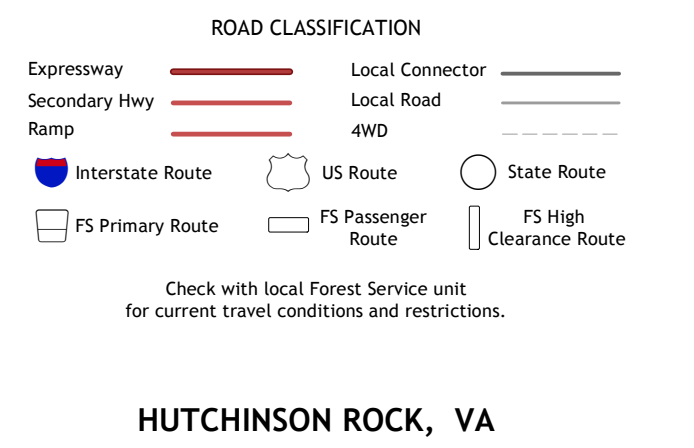 ROAD CLASSIFICATION
Expressway
Local Connector
Secondary Hwy
Local Road
Ramp
4WD
Interstate Route
US Route
State Route
FS Primary Route
FS Passenger
Route
FS High
Clearance Route
Check with local Forest Service unit
for current travel conditions and restrictions.
HUTCHINSON ROCK, VA